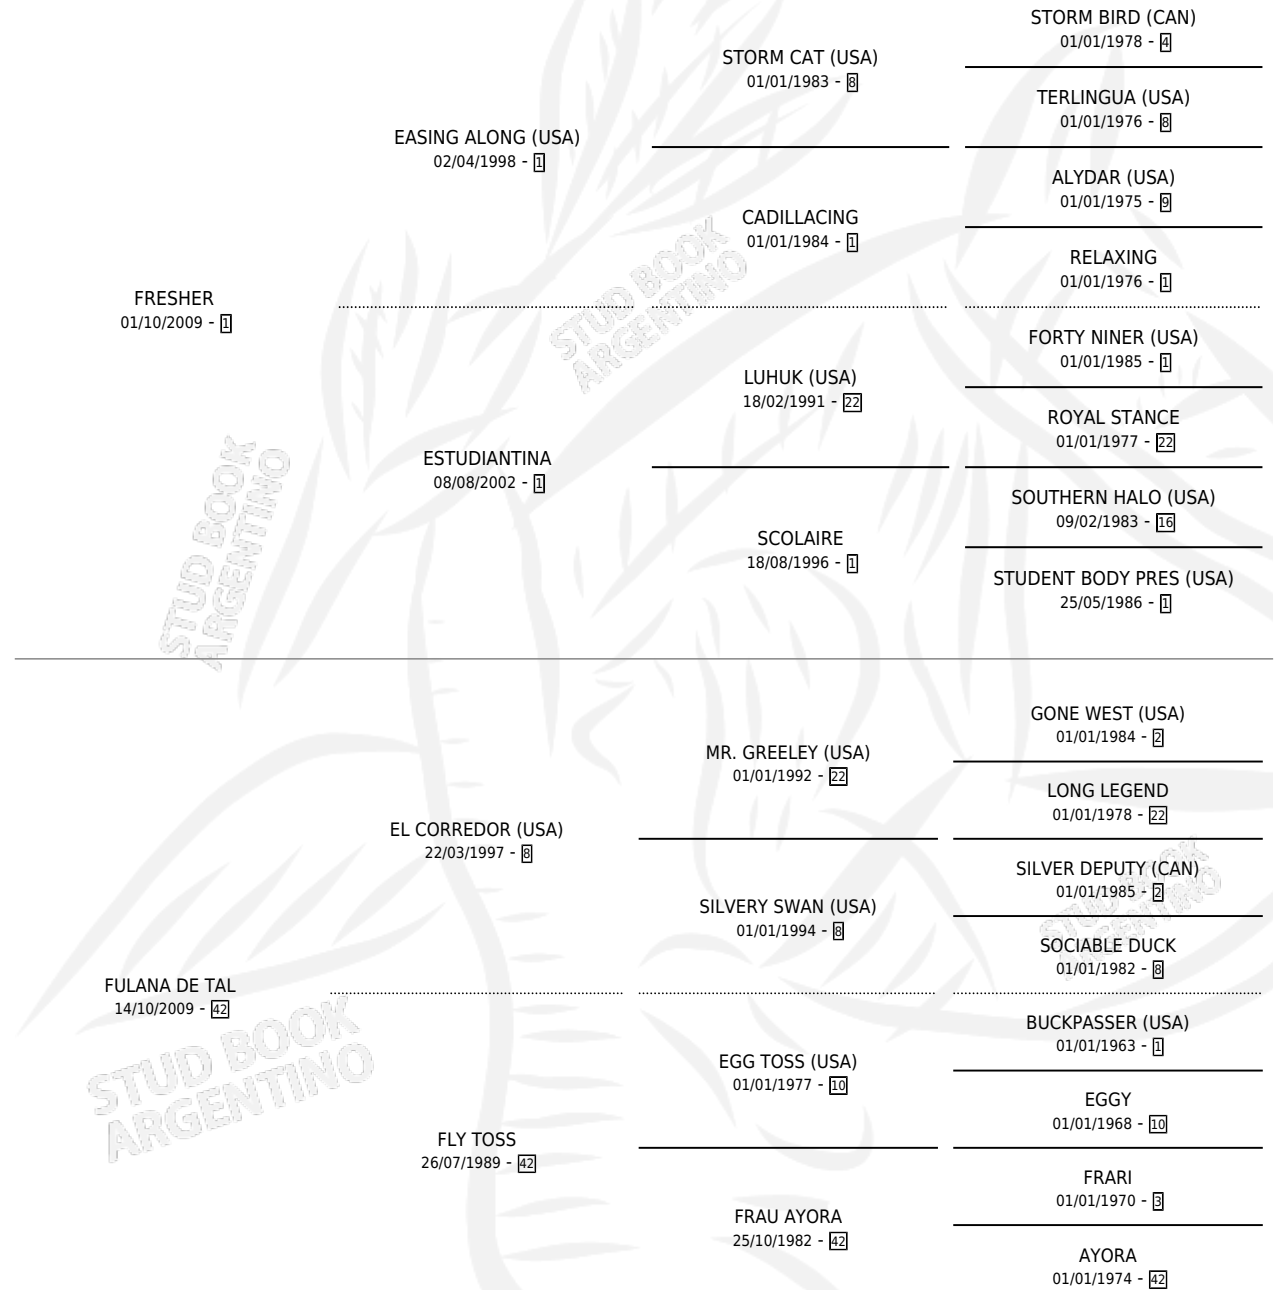 STORM BIRD (CAN)
01/01/1978 - 4
STORM CAT (USA)
01/01/1983 - 8
TERLINGUA (USA)
01/01/1976 - 8
EASING ALONG (USA)
02/04/1998 - 1
ALYDAR (USA)
01/01/1975 - 9
CADILLACING
01/01/1984 - 1
RELAXING
01/01/1976 - 1
FRESHER
01/10/2009 - 1
FORTY NINER (USA)
01/01/1985 - 1
LUHUK (USA)
18/02/1991 - 22
ROYAL STANCE
01/01/1977 - 22
ESTUDIANTINA
08/08/2002 - 1
SOUTHERN HALO (USA)
09/02/1983 - 16
SCOLAIRE
18/08/1996 - 1
STUDENT BODY PRES (USA)
25/05/1986 - 1
STUD BOOK
ARGENTINO
STUD BOOK
ARGENTINO
GONE WEST (USA)
01/01/1984 - 2
MR. GREELEY (USA)
01/01/1992 - 22
LONG LEGEND
01/01/1978 - 22
EL CORREDOR (USA)
22/03/1997 - 8
SILVER DEPUTY (CAN)
01/01/1985 - 2
SILVERY SWAN (USA)
01/01/1994 - 8
SOCIABLE DUCK
01/01/1982 - 8
FULANA DE TAL
14/10/2009 - 42
BUCKPASSER (USA)
01/01/1963 - 1
EGG TOSS (USA)
01/01/1977 - 10
EGGY
01/01/1968 - 10
FLY TOSS
26/07/1989 - 42
FRARI
01/01/1970 - 3
FRAU AYORA
25/10/1982 - 42
AYORA
01/01/1974 - 42
STUD BOOK
ARGENTINO
STUD BOOK
ARGENTINO